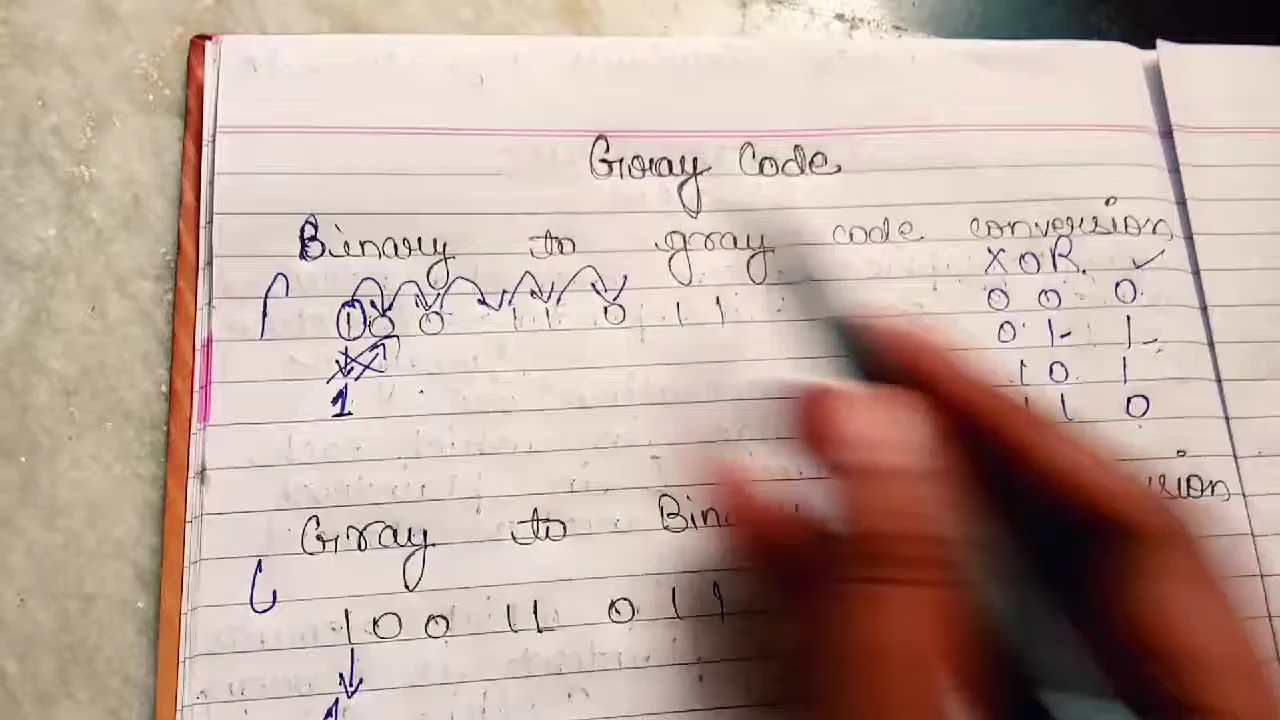 Gray Code
Binary to gray code conversion
XOR ✓
1 0 0 1 1 0 1 1
0 0 0
0 1 1
1
1 0 1
1 1 0
Gray to
1 0 0 1 1 0 1 1